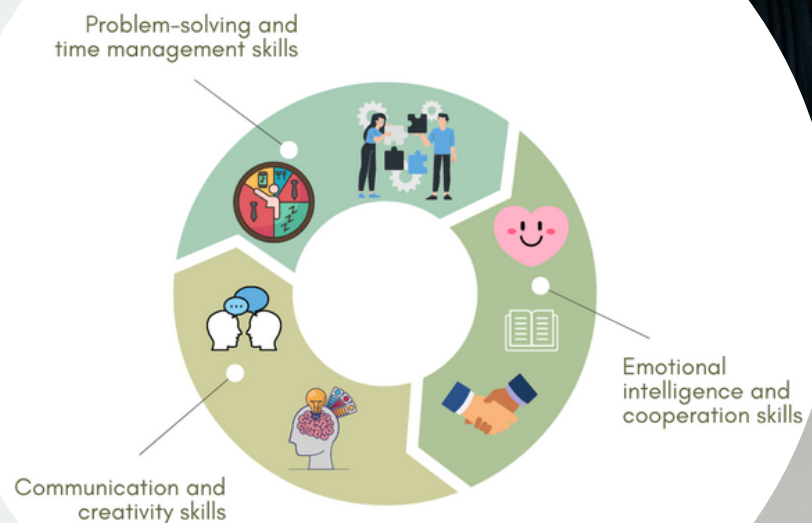 Problem-solving and
time management skills
Emotional
intelligence and
cooperation skills
Communication and
creativity skills